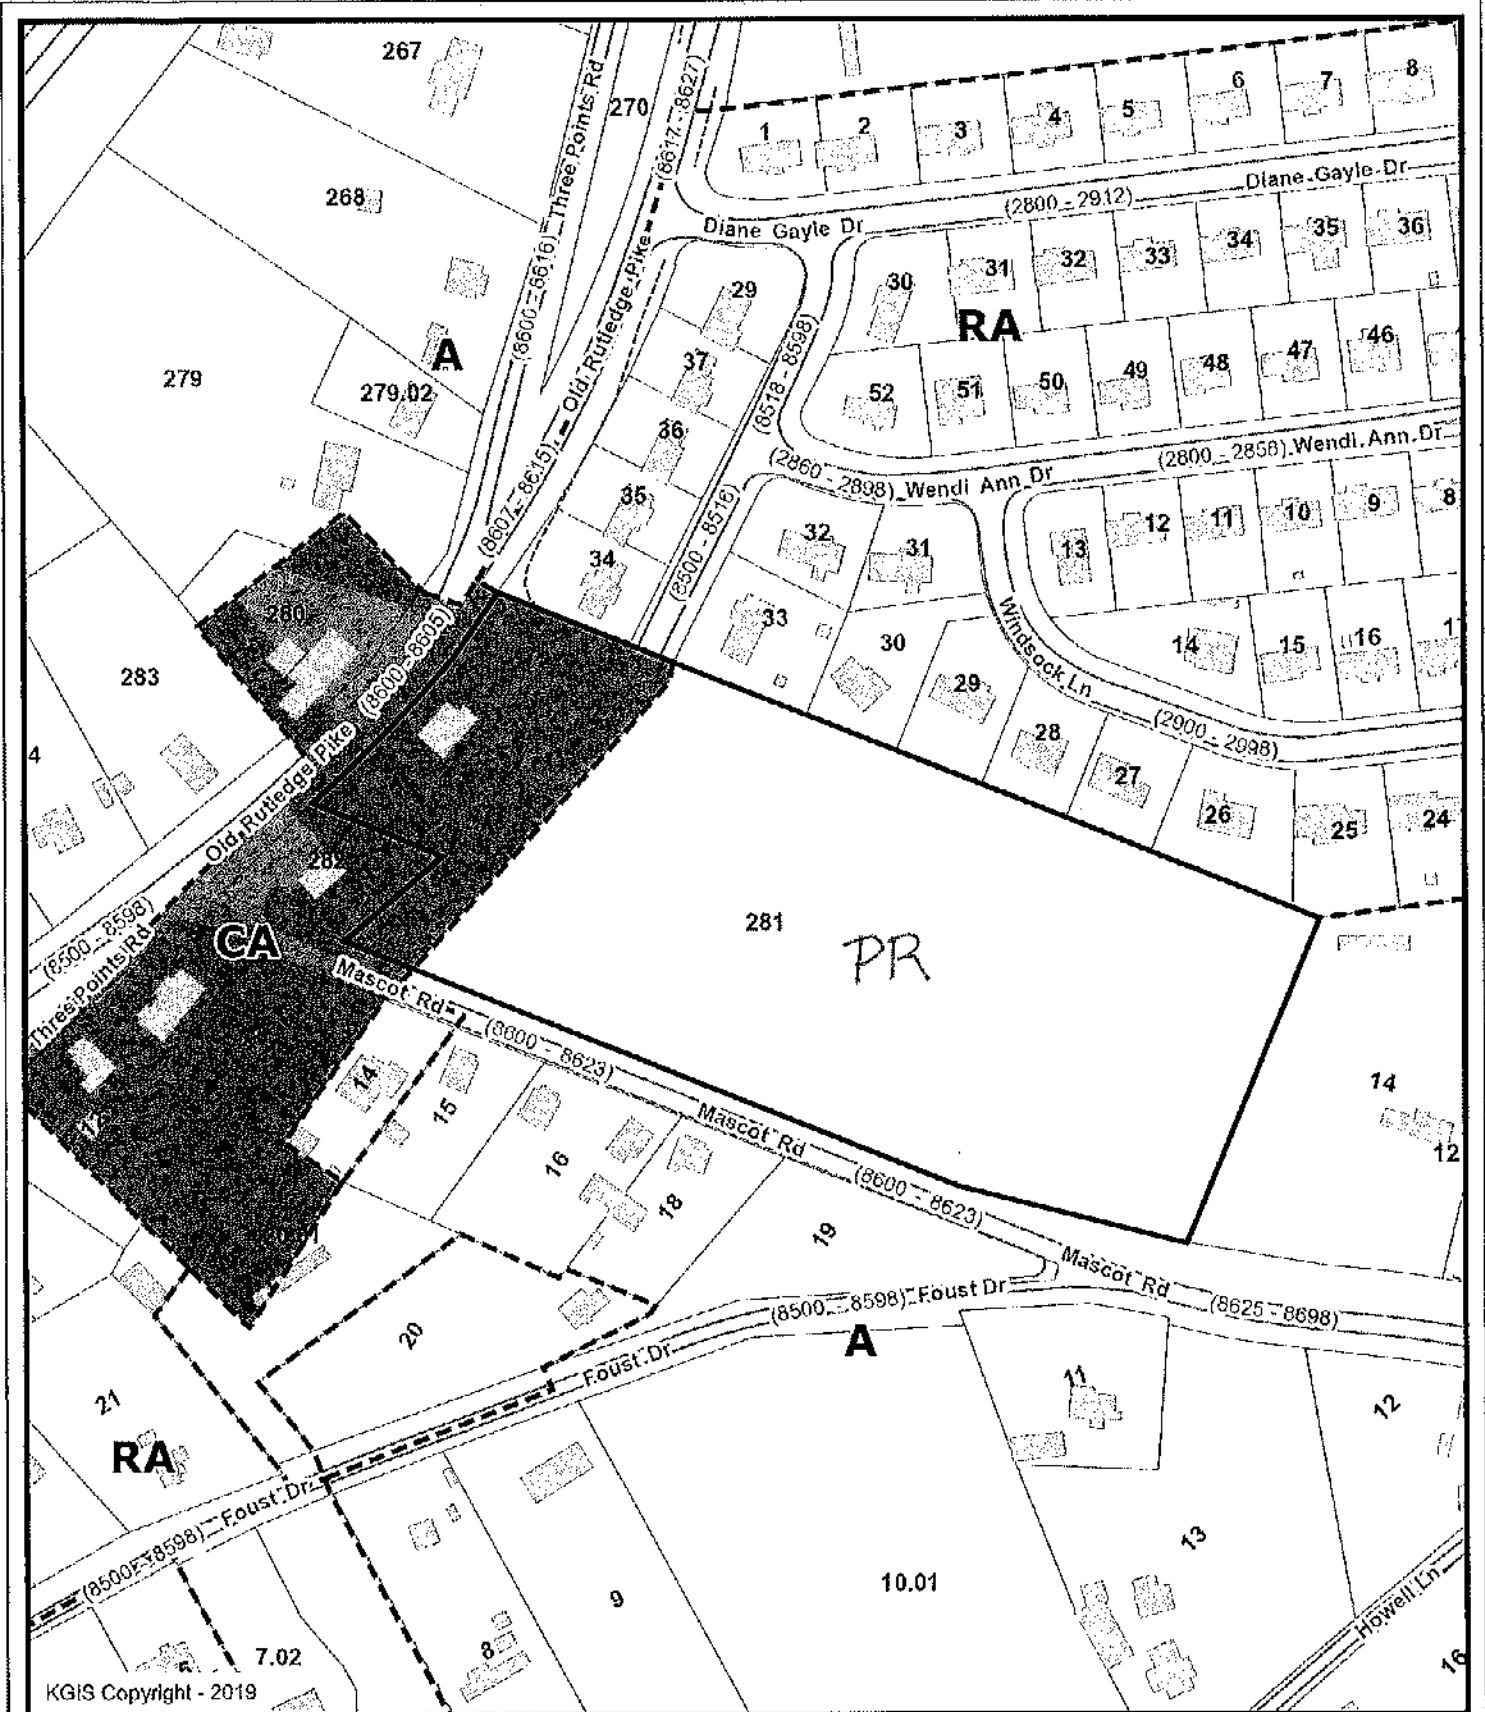 267
270
Three Points Rd
(8617 - 8627)
1
2
3
4
5
6
7
8
Diane Gayle Dr
(2800 - 2912)
Diane Gayle Dr
268
(8600 - 8616)
Old Rutledge Pike
29
30
31
32
33
34
35
36
RA
A
279
279.02
37
(8518 - 8598)
52
51
50
49
48
47
46
36
(2860 - 2898) Wendi Ann Dr
(2800 - 2858) Wendi Ann Dr
(8607 - 8615)
35
34
(8500 - 8516)
32
31
13
12
11
10
9
8
33
30
29
Windsock Ln
14
15
16
280
283
(8600 - 8605)
28
27
26
25
24
(2900 - 2998)
4
Old Rutledge Pike
282
281
PR
CA
(8500 - 8598)
Three Points Rd
Mascot Rd
(8600 - 8623)
14
15
16
18
19
Mascot Rd
(8600 - 8623)
14
12
Mascot Rd
(8625 - 8698)
20
(8500 - 8598) Foust Dr
Foust Dr
A
21
RA
11
12
(8500 - 8598) Foust Dr
13
9
10.01
Howell Ln
8
7.02
16
KGIS Copyright - 2019